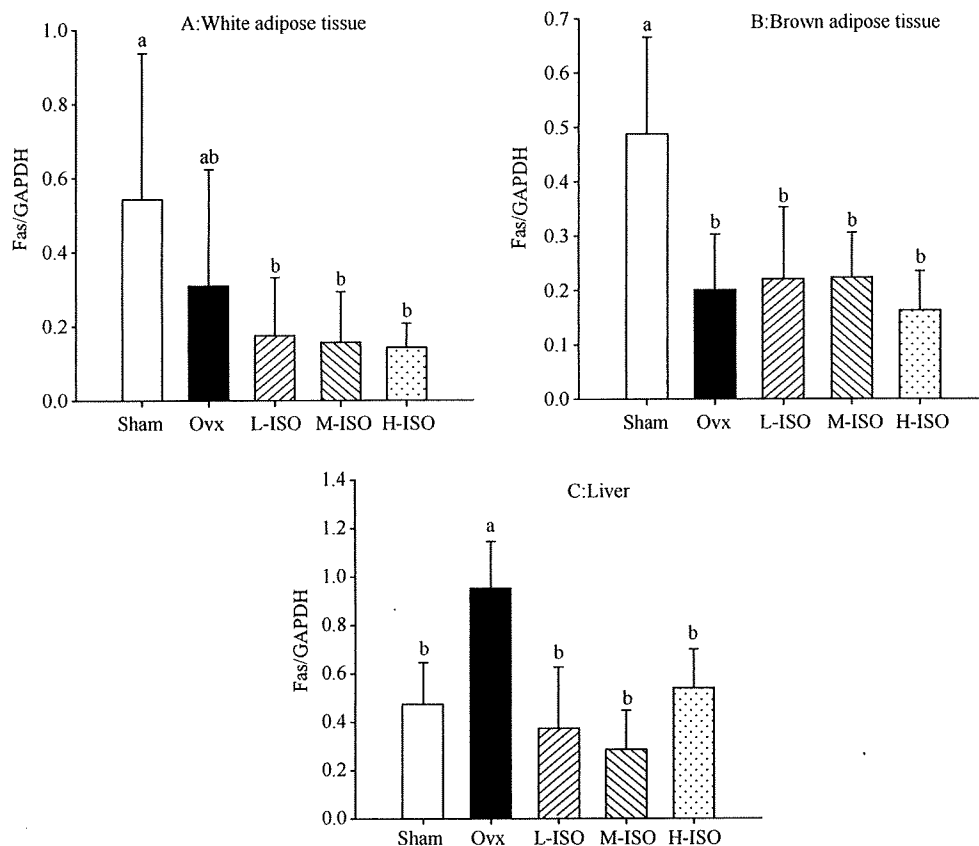 A:White adipose tissue
Fas/GAPDH
1.0
0.8
0.6
0.4
0.2
0.0
a
ab
b
b
b
Sham Ovx L-ISO M-ISO H-ISO
B:Brown adipose tissue
Fas/GAPDH
0.7
0.6
0.5
0.4
0.3
0.2
0.1
0.0
a
b
b
b
b
Sham Ovx L-ISO M-ISO H-ISO
C:Liver
Fas/GAPDH
1.4
1.2
1.0
0.8
0.6
0.4
0.2
0.0
b
a
b
b
b
Sham Ovx L-ISO M-ISO H-ISO